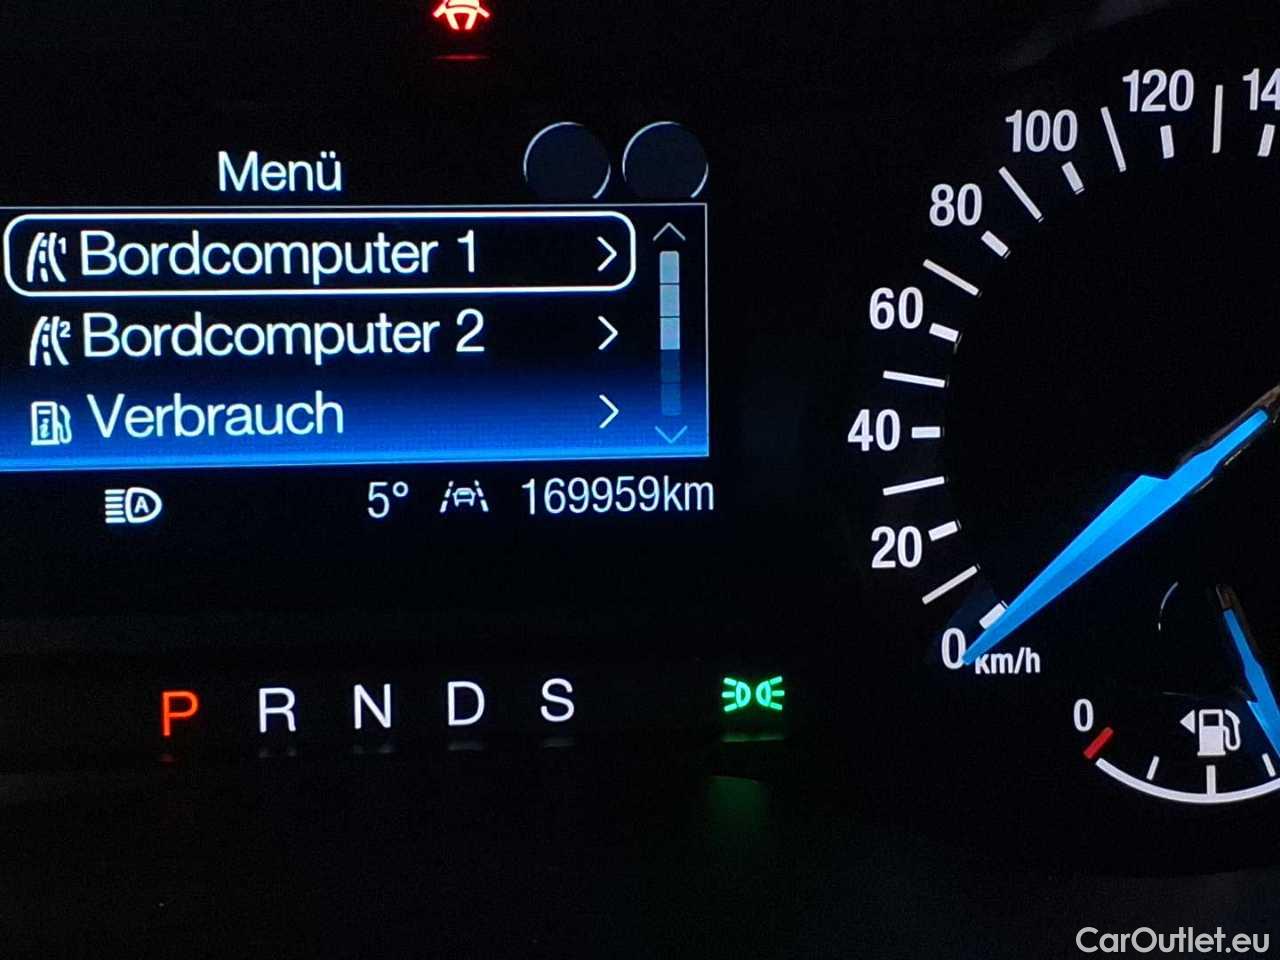 Menü
Bordcomputer 1
Bordcomputer 2
Verbrauch
A
5° 169959km
P R N D S
0 20 40 60 80 100 120 14
km/h
0
CarOutlet.eu